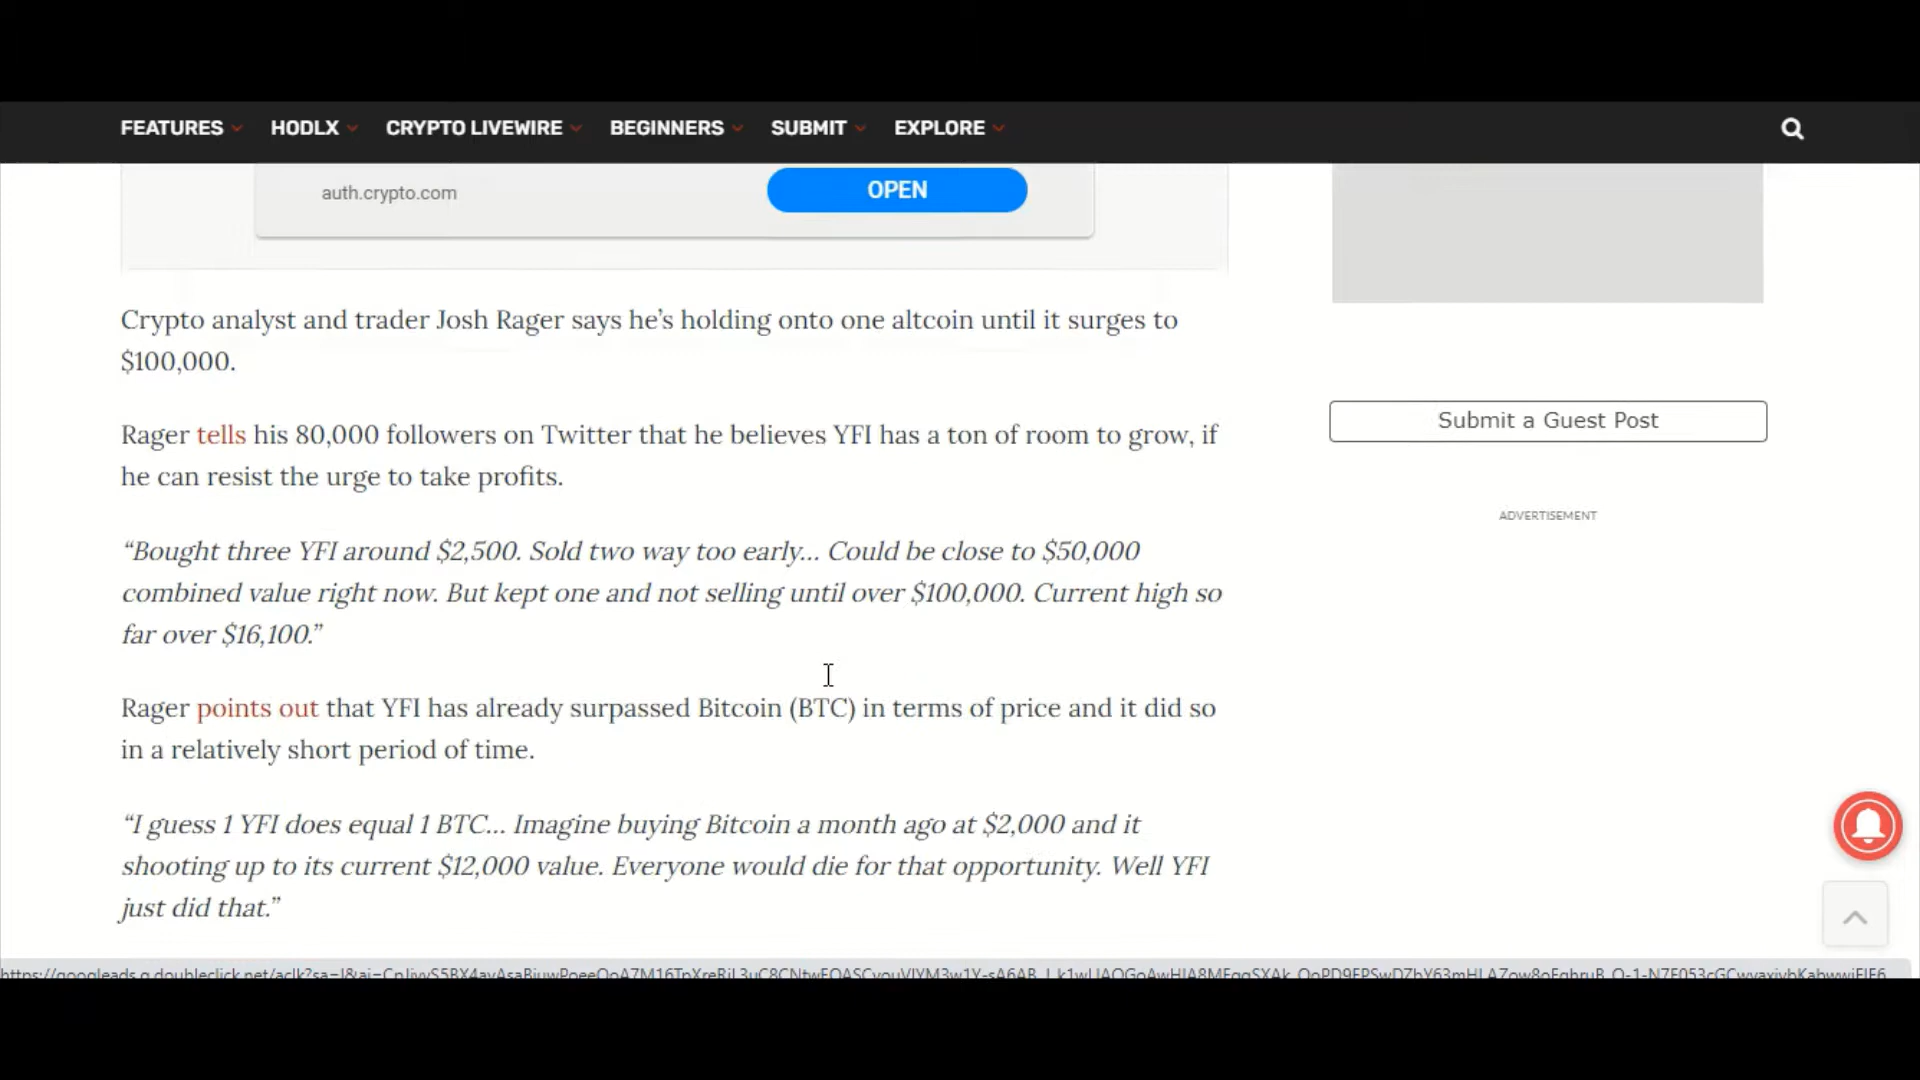 FEATURES HODLX CRYPTO LIVEWIRE BEGINNERS SUBMIT EXPLORE
auth.crypto.com OPEN
Crypto analyst and trader Josh Rager says he’s holding onto one altcoin until it surges to
$100,000.
Submit a Guest Post
Rager tells his 80,000 followers on Twitter that he believes YFI has a ton of room to grow, if
he can resist the urge to take profits.
ADVERTISEMENT
“Bought three YFI around $2,500. Sold two way too early… Could be close to $50,000
combined value right now. But kept one and not selling until over $100,000. Current high so
far over $16,100.”
Rager points out that YFI has already surpassed Bitcoin (BTC) in terms of price and it did so
in a relatively short period of time.
“I guess 1 YFI does equal 1 BTC… Imagine buying Bitcoin a month ago at $2,000 and it
shooting up to its current $12,000 value. Everyone would die for that opportunity. Well YFI
just did that.”